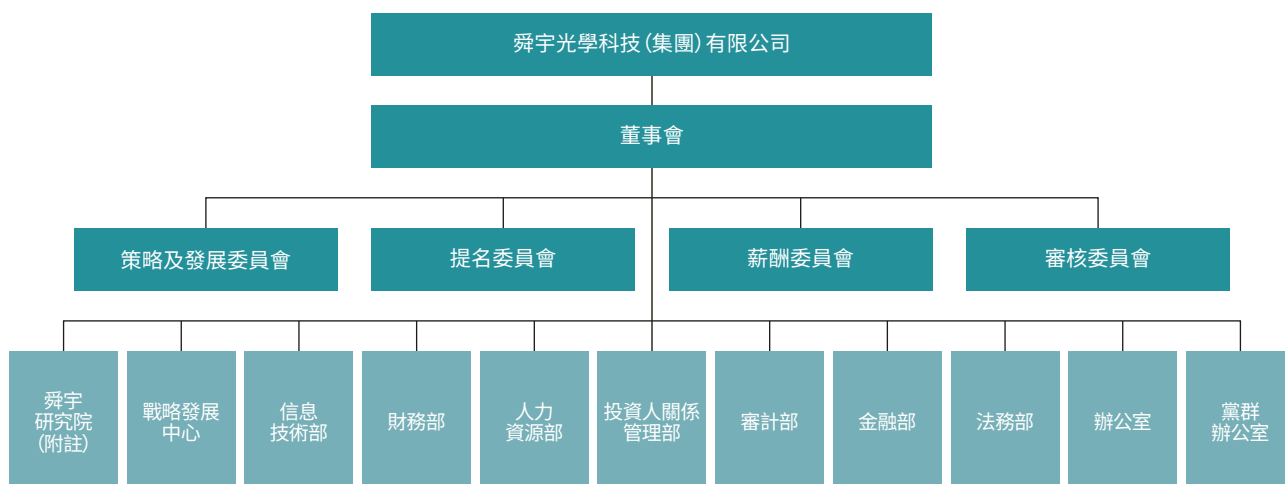 舜宇光學科技(集團)有限公司
董事會
策略及發展委員會
提名委員會
薪酬委員會
審核委員會
舜宇
研究院
(附註)
戰略發展
中心
信息
技術部
財務部
人力
資源部
投資人關係
管理部
審計部
金融部
法務部
辦公室
黨群
辦公室